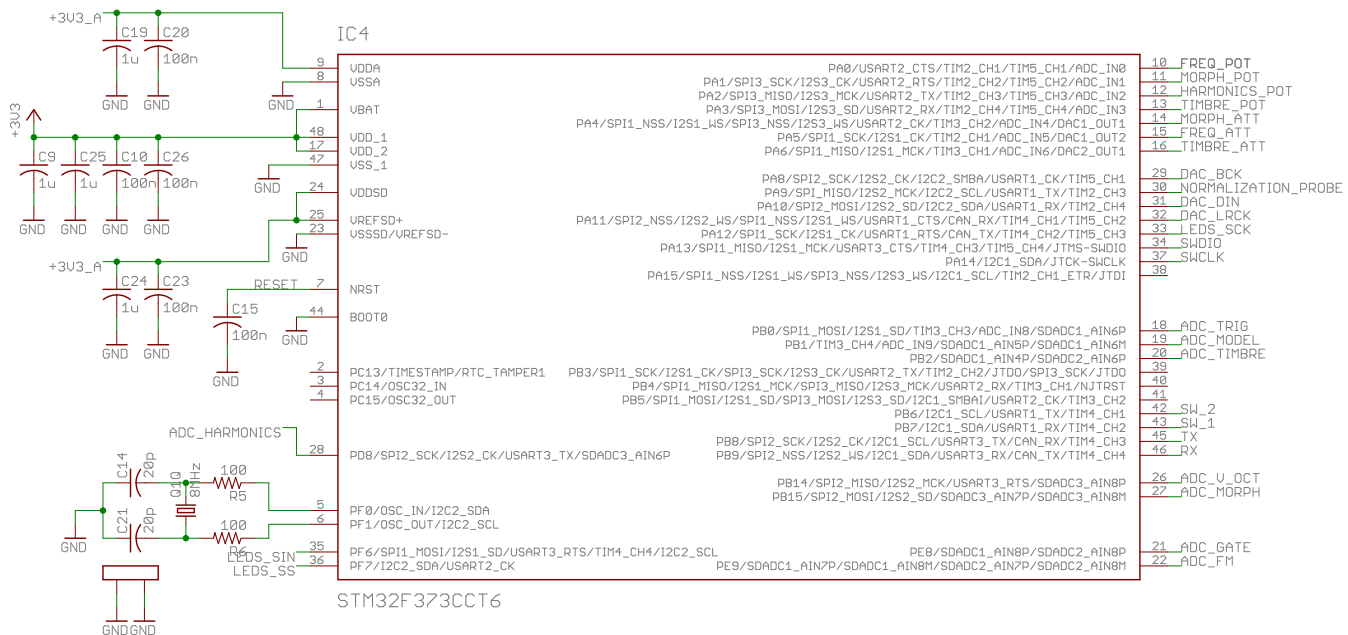 +3V3_A
C19
C20
1u
100n
GND
GND
GND
+3V3
C9
C25
C10
C26
1u
1u
100n
100n
GND
GND
GND
GND
GND
GND
+3V3_A
C24
C23
1u
100n
GND
GND
RESET
C15
100n
GND
GND
ADC_HARMONICS
C14
20p
Q1Q
8MHz
100
R5
C21
20p
100
R6
GND
LEDS_SIN
LEDS_SS
GND
GND
IC4
9 VDDA
8 VSSA
1 VBAT
48 VDD_1
17 VDD_2
47 VSS_1
24 VDDSD
25 VREFSD+
23 VSSSD/VREFSD-
7 NRST
44 BOOT0
2 PC13/TIMESTAMP/RTC_TAMPER1
3 PC14/OSC32_IN
4 PC15/OSC32_OUT
28 PD8/SPI2_SCK/I2S2_CK/USART3_TX/SDADC3_AIN6P
5 PF0/OSC_IN/I2C2_SDA
6 PF1/OSC_OUT/I2C2_SCL
35 PF6/SPI1_MOSI/I2S1_SD/USART3_RTS/TIM4_CH4/I2C2_SCL
36 PF7/I2C2_SDA/USART2_CK
PA0/USART2_CTS/TIM2_CH1/TIM5_CH1/ADC_IN0 10 FREQ_POT
PA1/SPI3_SCK/I2S3_CK/USART2_RTS/TIM2_CH2/TIM5_CH2/ADC_IN1 11 MORPH_POT
PA2/SPI3_MISO/I2S3_MCK/USART2_TX/TIM2_CH3/TIM5_CH3/ADC_IN2 12 HARMONICS_POT
PA3/SPI3_MOSI/I2S3_SD/USART2_RX/TIM2_CH4/TIM5_CH4/ADC_IN3 13 TIMBRE_POT
PA4/SPI1_NSS/I2S1_WS/SPI3_NSS/I2S3_WS/USART2_CK/TIM3_CH2/ADC_IN4/DAC1_OUT1 14 MORPH_ATT
PA5/SPI1_SCK/I2S1_CK/TIM2_CH1/ADC_IN5/DAC1_OUT2 15 FREQ_ATT
PA6/SPI1_MISO/I2S1_MCK/TIM3_CH1/ADC_IN6/DAC2_OUT1 16 TIMBRE_ATT
PA8/SPI2_SCK/I2S2_CK/I2C2_SMBA/USART1_CK/TIM5_CH1 29 DAC_BCK
PA9/SPI_MISO/I2S2_MCK/I2C2_SCL/USART1_TX/TIM2_CH3 30 NORMALIZATION_PROBE
PA10/SPI2_MOSI/I2S2_SD/I2C2_SDA/USART1_RX/TIM2_CH4 31 DAC_DIN
PA11/SPI2_NSS/I2S2_WS/SPI1_NSS/I2S1_WS/USART1_CTS/CAN_RX/TIM4_CH1/TIM5_CH2 32 DAC_LRCK
PA12/SPI1_SCK/I2S1_CK/USART1_RTS/CAN_TX/TIM4_CH2/TIM5_CH3 33 LEDS_SCK
PA13/SPI1_MISO/I2S1_MCK/USART3_CTS/TIM4_CH3/TIM5_CH4/JTMS-SWDIO 34 SWDIO
PA14/I2C1_SDA/JTCK-SWCLK 37 SWCLK
PA15/SPI1_NSS/I2S1_WS/SPI3_NSS/I2S3_WS/I2C1_SCL/TIM2_CH1_ETR/JTDI 38
PB0/SPI1_MOSI/I2S1_SD/TIM3_CH3/ADC_IN8/SDADC1_AIN6P 18 ADC_TRIG
PB1/TIM3_CH4/ADC_IN9/SDADC1_AIN5P/SDADC1_AIN6M 19 ADC_MODEL
PB2/SDADC1_AIN4P/SDADC2_AIN6P 20 ADC_TIMBRE
PB3/SPI1_SCK/I2S1_CK/SPI3_SCK/I2S3_CK/USART2_TX/TIM2_CH2/JTDO/SPI3_SCK/JTDO 39
PB4/SPI1_MISO/I2S1_MCK/SPI3_MISO/I2S3_MCK/USART2_RX/TIM3_CH1/NJTRST 40
PB5/SPI1_MOSI/I2S1_SD/SPI3_MOSI/I2S3_SD/I2C1_SMBAI/USART2_CK/TIM3_CH2 41
PB6/I2C1_SCL/USART1_TX/TIM4_CH1 42 SW_2
PB7/I2C1_SDA/USART1_RX/TIM4_CH2 43 SW_1
PB8/SPI2_SCK/I2S2_CK/I2C1_SCL/USART3_TX/CAN_RX/TIM4_CH3 45 TX
PB9/SPI2_NSS/I2S2_WS/I2C1_SDA/USART3_RX/CAN_TX/TIM4_CH4 46 RX
PB14/SPI2_MISO/I2S2_MCK/USART3_RTS/SDADC3_AIN8P 26 ADC_V_OCT
PB15/SPI2_MOSI/I2S2_SD/SDADC3_AIN7P/SDADC3_AIN8M 27 ADC_MORPH
PE8/SDADC1_AIN8P/SDADC2_AIN8P 21 ADC_GATE
PE9/SDADC1_AIN7P/SDADC1_AIN8M/SDADC2_AIN7P/SDADC2_AIN8M 22 ADC_FM
STM32F373CCT6